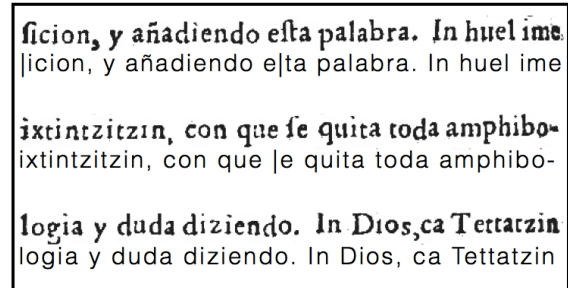 ſicion, y añadiendo eſta palabra. In huel ime
|icion, y añadiendo e|ta palabra. In huel ime
ixtintzitzin, con que ſe quita toda amphibo-
ixtintzitzin, con que |e quita toda amphibo-
logia y duda diziendo. In Dios,ca Tettatzin
logia y duda diziendo. In Dios, ca Tettatzin